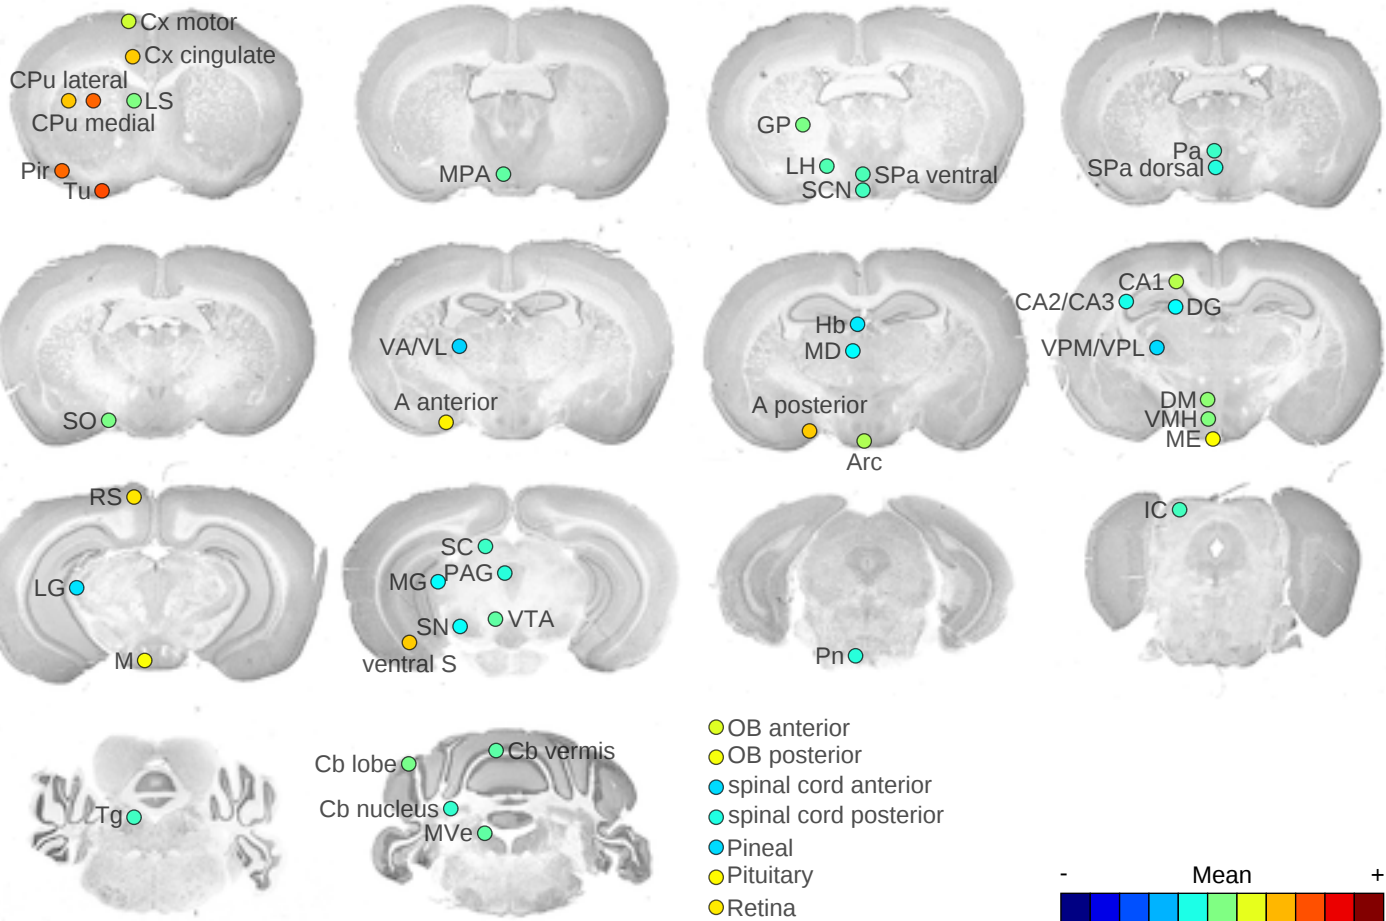 Cx motor
Cx cingulate
CPu lateral
LS
CPu medial
Pir
Tu
MPA
GP
LH
SPa ventral
SCN
Pa
SPa dorsal
SO
VA/VL
A anterior
Hb
MD
A posterior
Arc
CA1
CA2/CA3
DG
VPM/VPL
DM
VMH
ME
RS
LG
M
SC
PAG
MG
VTA
SN
ventral S
Pn
IC
Tg
Cb vermis
Cb lobe
Cb nucleus
MVe
OB anterior
OB posterior
spinal cord anterior
spinal cord posterior
Pineal
Pituitary
Retina
- Mean +